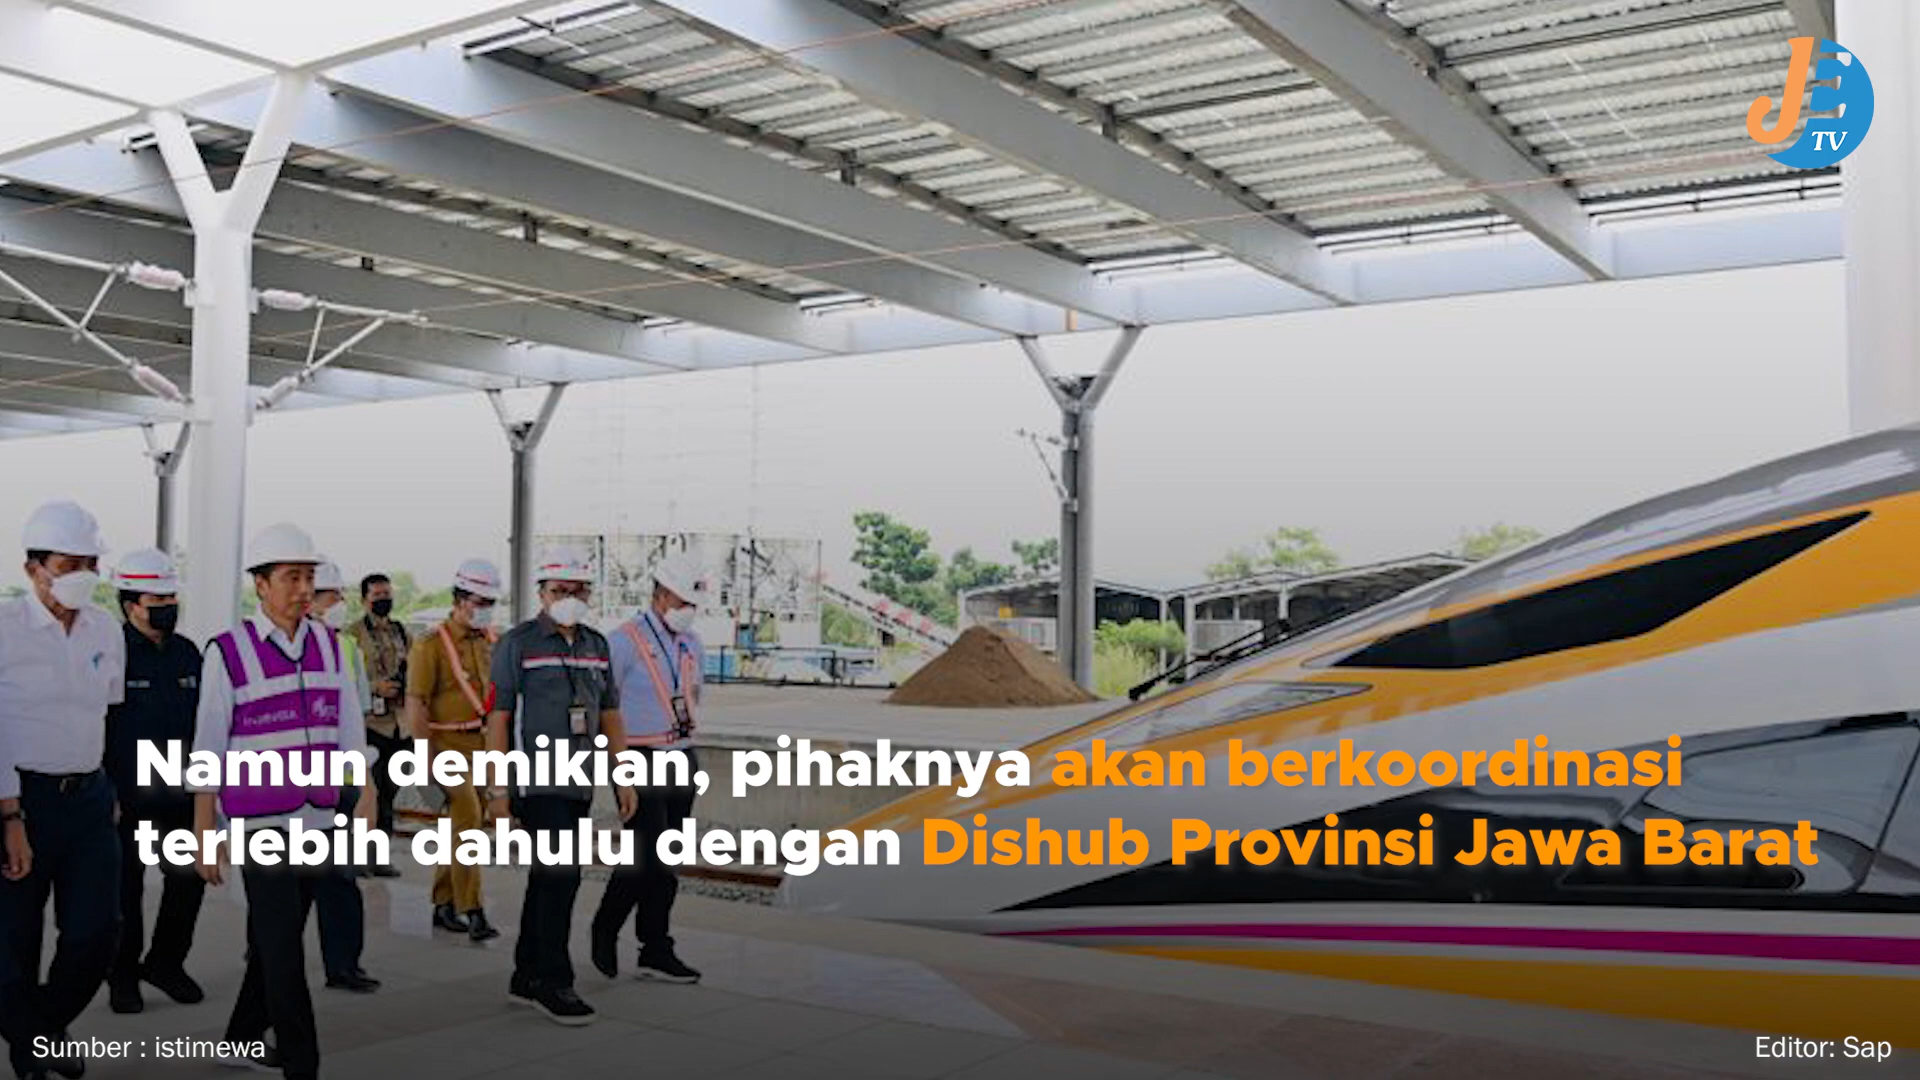 JE
TV
Namun demikian, pihaknya akan berkoordinasi
terlebih dahulu dengan Dishub Provinsi Jawa Barat
Sumber : istimewa
Editor: Sap